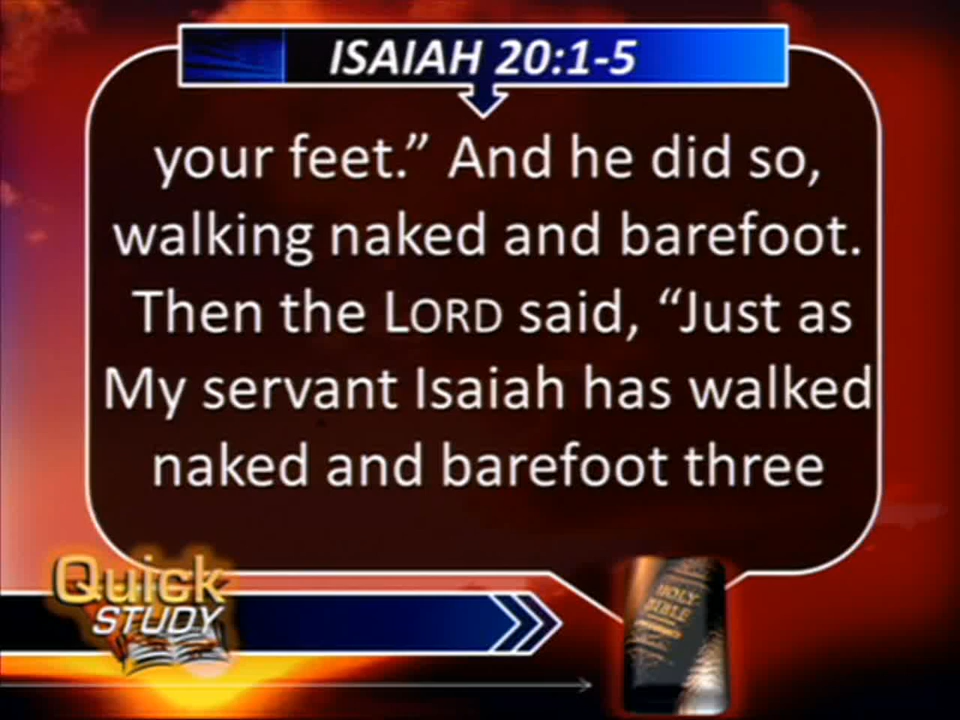 ISAIAH 20:1-5
your feet.” And he did so,
walking naked and barefoot.
Then the LORD said, “Just as
My servant Isaiah has walked
naked and barefoot three
Quick
STUDY
HOLY
BIBLE